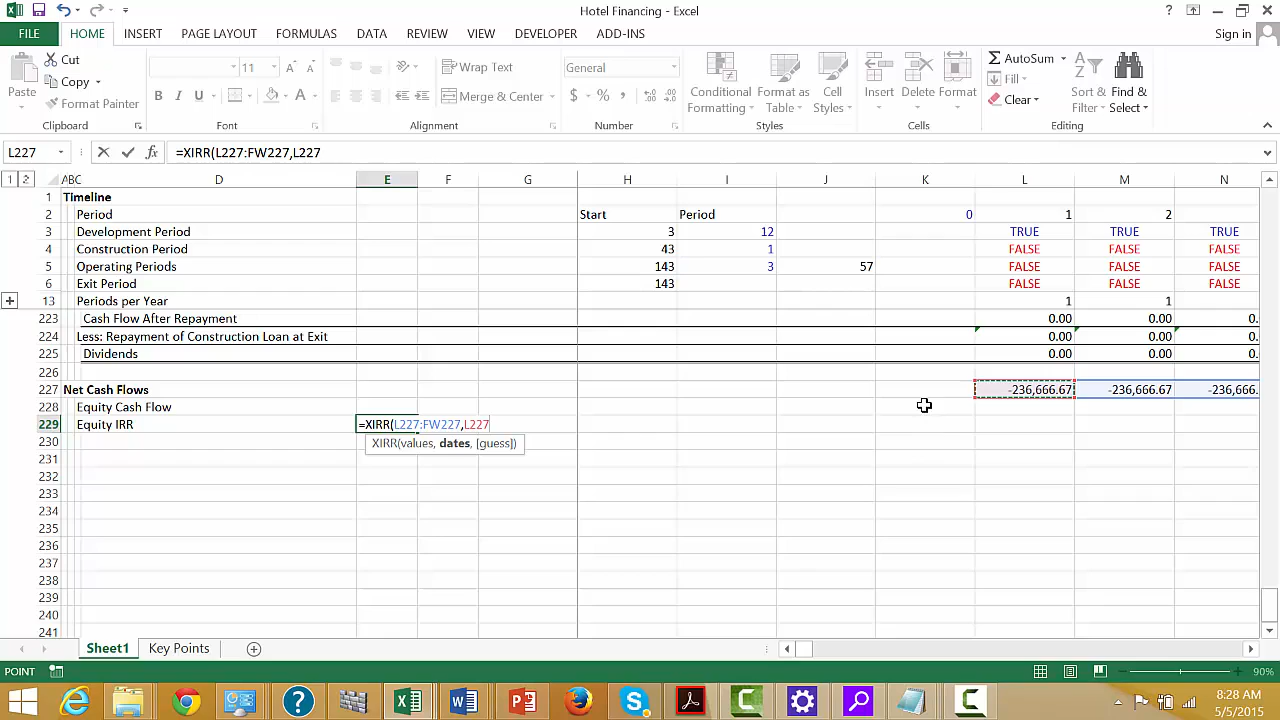 Hotel Financing - Excel
?
FILE HOME INSERT PAGE LAYOUT FORMULAS DATA REVIEW VIEW DEVELOPER ADD-INS Sign in
Paste Cut Copy Format Painter
11 A A Wrap Text General Conditional Formatting Format as Table Cell Styles Insert Delete Format AutoSum Fill Clear Sort & Filter Find & Select
B I U A Merge & Center $ % ,
Clipboard Font Alignment Number Styles Cells Editing
L227 fx =XIRR(L227:FW227,L227
1 2 A B C D E F G H I J K L M N
1 Timeline
2 Period Start Period 0 1 2
3 Development Period 3 12 TRUE TRUE TRUE
4 Construction Period 43 1 FALSE FALSE FALSE
5 Operating Periods 143 3 57 FALSE FALSE FALSE
6 Exit Period 143 FALSE FALSE FALSE
13 Periods per Year 1 1
223 Cash Flow After Repayment 0.00 0.00 0.
224 Less: Repayment of Construction Loan at Exit 0.00 0.00 0.
225 Dividends 0.00 0.00 0.
226
227 Net Cash Flows -236,666.67 -236,666.67 -236,666.
228 Equity Cash Flow
229 Equity IRR =XIRR(L227:FW227,L227
230 XIRR(values, dates, [guess])
231
232
233
234
235
236
237
238
239
240
241
Sheet1 Key Points
POINT 90%
8:28 AM
5/5/2015